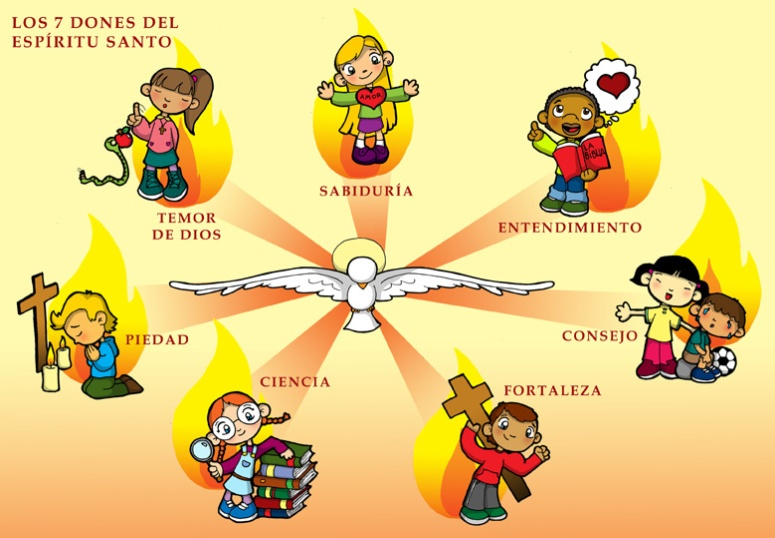 LOS 7 DONES DEL
ESPÍRITU SANTO
AMOR
SABIDURÍA
LA
BIBLIA
ENTENDIMIENTO
TEMOR
DE DIOS
CONSEJO
PIEDAD
CIENCIA
FORTALEZA